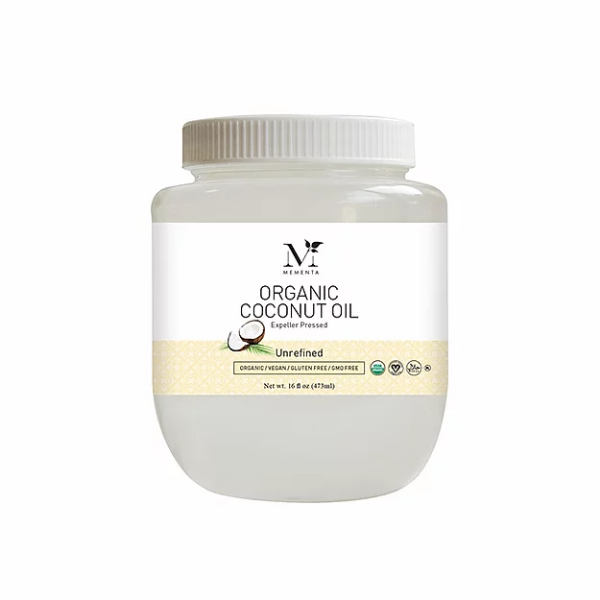 M
MEMENTA
ORGANIC
COCONUT OIL
Expeller Pressed
Unrefined
ORGANIC / VEGAN / GLUTEN FREE / GMO FREE
Net wt. 16 fl oz (473ml)